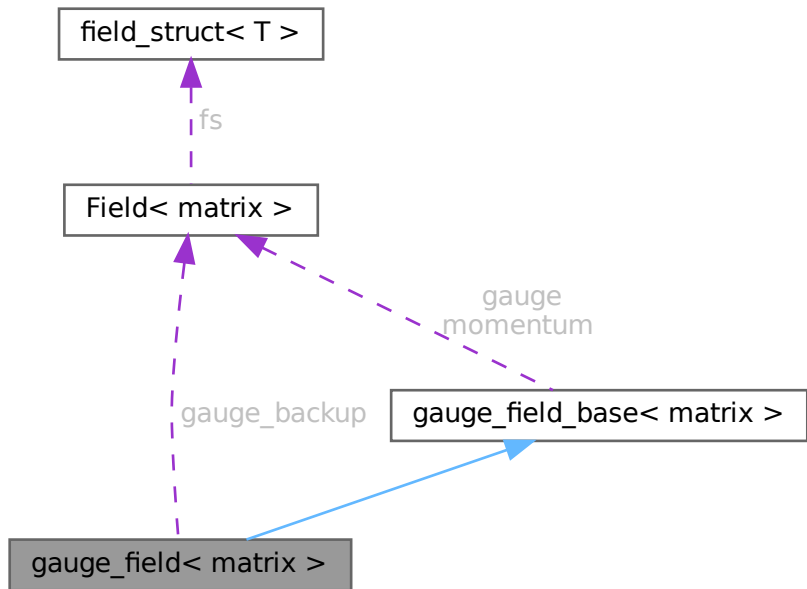 field_struct< T >
fs
Field< matrix >
gauge
momentum
gauge_backup
gauge_field_base< matrix >
gauge_field< matrix >